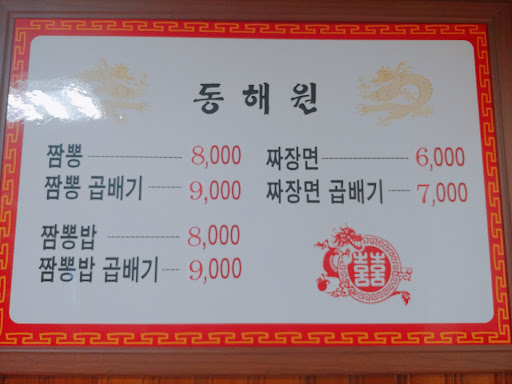 동해원
짬뽕 8,000
짬뽕 곱배기 9,000
짬뽕밥 8,000
짬뽕밥 곱배기 9,000
짜장면 6,000
짜장면 곱배기 7,000
囍